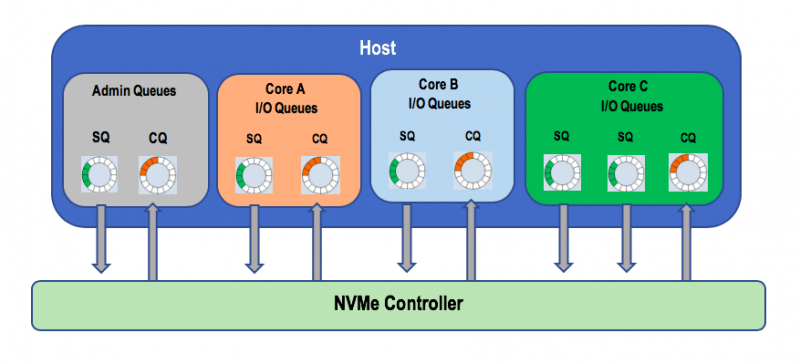 Host
Admin Queues
SQ CQ
Core A
I/O Queues
SQ CQ
Core B
I/O Queues
SQ CQ
Core C
I/O Queues
SQ SQ CQ
NVMe Controller